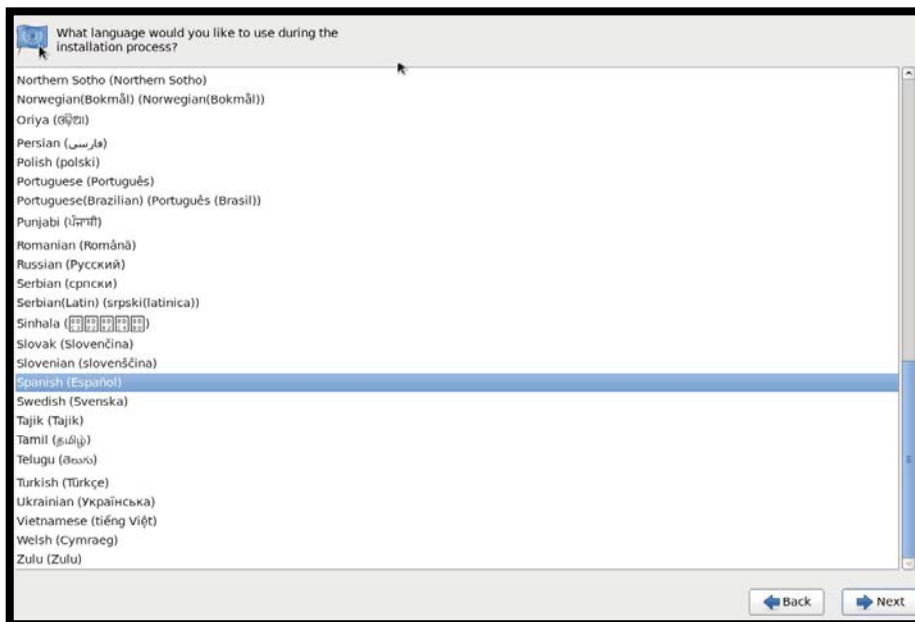 What language would you like to use during the
installation process?
Northern Sotho (Northern Sotho)
Norwegian(Bokmål) (Norwegian(Bokmål))
Oriya (ଓଡ଼ିଆ)
Persian (فارسی)
Polish (polski)
Portuguese (Português)
Portuguese(Brazilian) (Português (Brasil))
Punjabi (ਪੰਜਾਬੀ)
Romanian (Română)
Russian (Русский)
Serbian (српски)
Serbian(Latin) (srpski(latinica))
Sinhala ()
Slovak (Slovenčina)
Slovenian (slovenščina)
Spanish (Español)
Swedish (Svenska)
Tajik (Tajik)
Tamil (தமிழ்)
Telugu (తెలుగు)
Turkish (Türkçe)
Ukrainian (Українська)
Vietnamese (tiếng Việt)
Welsh (Cymraeg)
Zulu (Zulu)
Back
Next